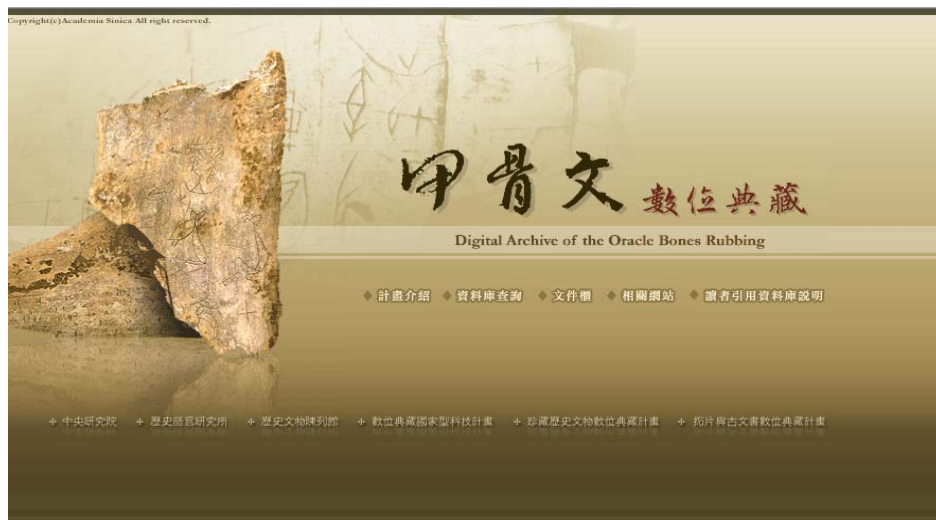 Copyright(c)Academia Sinica All right reserved.
甲骨文 數位典藏
Digital Archive of the Oracle Bones Rubbing
計畫介紹 資料庫查詢 文件櫃 相關網站 讀者引用資料庫說明
中央研究院 歷史語言研究所 歷史文物陳列館 數位典藏國家型科技計畫 珍藏歷史文物數位典藏計畫 拓片與古文書數位典藏計畫